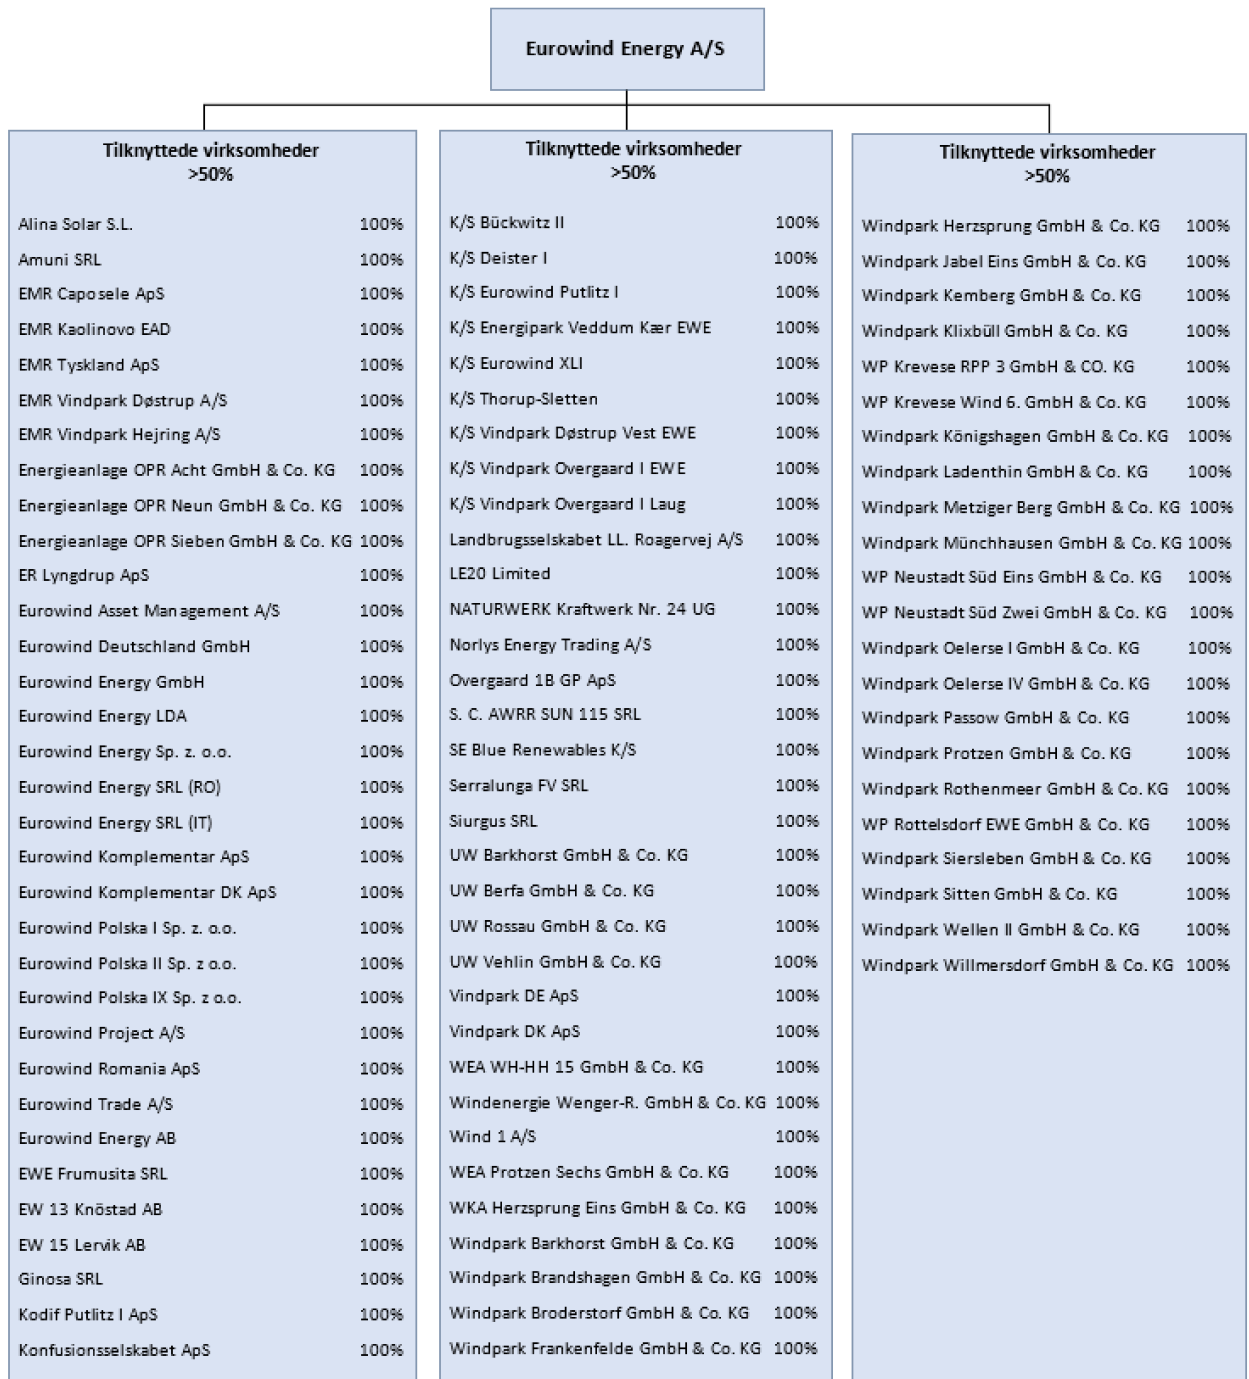 Eurowind Energy A/S
Tilknyttede virksomheder
>50%
Alina Solar S.L. 100%
Amuni SRL 100%
EMR Caposele ApS 100%
EMR Kaolinovo EAD 100%
EMR Tyskland ApS 100%
EMR Vindpark Døstrup A/S 100%
EMR Vindpark Hejring A/S 100%
Energieanlage OPR Acht GmbH & Co. KG 100%
Energieanlage OPR Neun GmbH & Co. KG 100%
Energieanlage OPR Sieben GmbH & Co. KG 100%
ER Lyngdrup ApS 100%
Eurowind Asset Management A/S 100%
Eurowind Deutschland GmbH 100%
Eurowind Energy GmbH 100%
Eurowind Energy LDA 100%
Eurowind Energy Sp. z. o.o. 100%
Eurowind Energy SRL (RO) 100%
Eurowind Energy SRL (IT) 100%
Eurowind Komplementar ApS 100%
Eurowind Komplementar DK ApS 100%
Eurowind Polska I Sp. z. o.o. 100%
Eurowind Polska II Sp. z o.o. 100%
Eurowind Polska IX Sp. z o.o. 100%
Eurowind Project A/S 100%
Eurowind Romania ApS 100%
Eurowind Trade A/S 100%
Eurowind Energy AB 100%
EWE Frumusita SRL 100%
EW 13 Knöstad AB 100%
EW 15 Lervik AB 100%
Ginosa SRL 100%
Kodif Putlitz I ApS 100%
Konfusionsselskabet ApS 100%
Tilknyttede virksomheder
>50%
K/S Bückwitz II 100%
K/S Deister I 100%
K/S Eurowind Putlitz I 100%
K/S Energipark Veddum Kær EWE 100%
K/S Eurowind XLI 100%
K/S Thorup-Sletten 100%
K/S Vindpark Døstrup Vest EWE 100%
K/S Vindpark Overgaard I EWE 100%
K/S Vindpark Overgaard I Laug 100%
Landbrugsselskabet LL. Roagervej A/S 100%
LE20 Limited 100%
NATURWERK Kraftwerk Nr. 24 UG 100%
Norlys Energy Trading A/S 100%
Overgaard 1B GP ApS 100%
S. C. AWRR SUN 115 SRL 100%
SE Blue Renewables K/S 100%
Serralunga FV SRL 100%
Siurgus SRL 100%
UW Barkhorst GmbH & Co. KG 100%
UW Berfa GmbH & Co. KG 100%
UW Rossau GmbH & Co. KG 100%
UW Vehlin GmbH & Co. KG 100%
Vindpark DE ApS 100%
Vindpark DK ApS 100%
WEA WH-HH 15 GmbH & Co. KG 100%
Windenergie Wenger-R. GmbH & Co. KG 100%
Wind 1 A/S 100%
WEA Protzen Sechs GmbH & Co. KG 100%
WKA Herzsprung Eins GmbH & Co. KG 100%
Windpark Barkhorst GmbH & Co. KG 100%
Windpark Brandshagen GmbH & Co. KG 100%
Windpark Broderstorf GmbH & Co. KG 100%
Windpark Frankenfelde GmbH & Co. KG 100%
Tilknyttede virksomheder
>50%
Windpark Herzsprung GmbH & Co. KG 100%
Windpark Jabel Eins GmbH & Co. KG 100%
Windpark Kemberg GmbH & Co. KG 100%
Windpark Klixbüll GmbH & Co. KG 100%
WP Krevese RPP 3 GmbH & CO. KG 100%
WP Krevese Wind 6. GmbH & Co. KG 100%
Windpark Königshagen GmbH & Co. KG 100%
Windpark Ladenthin GmbH & Co. KG 100%
Windpark Metziger Berg GmbH & Co. KG 100%
Windpark Münchhausen GmbH & Co. KG 100%
WP Neustadt Süd Eins GmbH & Co. KG 100%
WP Neustadt Süd Zwei GmbH & Co. KG 100%
Windpark Oelerse I GmbH & Co. KG 100%
Windpark Oelerse IV GmbH & Co. KG 100%
Windpark Passow GmbH & Co. KG 100%
Windpark Protzen GmbH & Co. KG 100%
Windpark Rothenmeer GmbH & Co. KG 100%
WP Rottelsdorf EWE GmbH & Co. KG 100%
Windpark Siersleben GmbH & Co. KG 100%
Windpark Sitten GmbH & Co. KG 100%
Windpark Wellen II GmbH & Co. KG 100%
Windpark Willmersdorf GmbH & Co. KG 100%